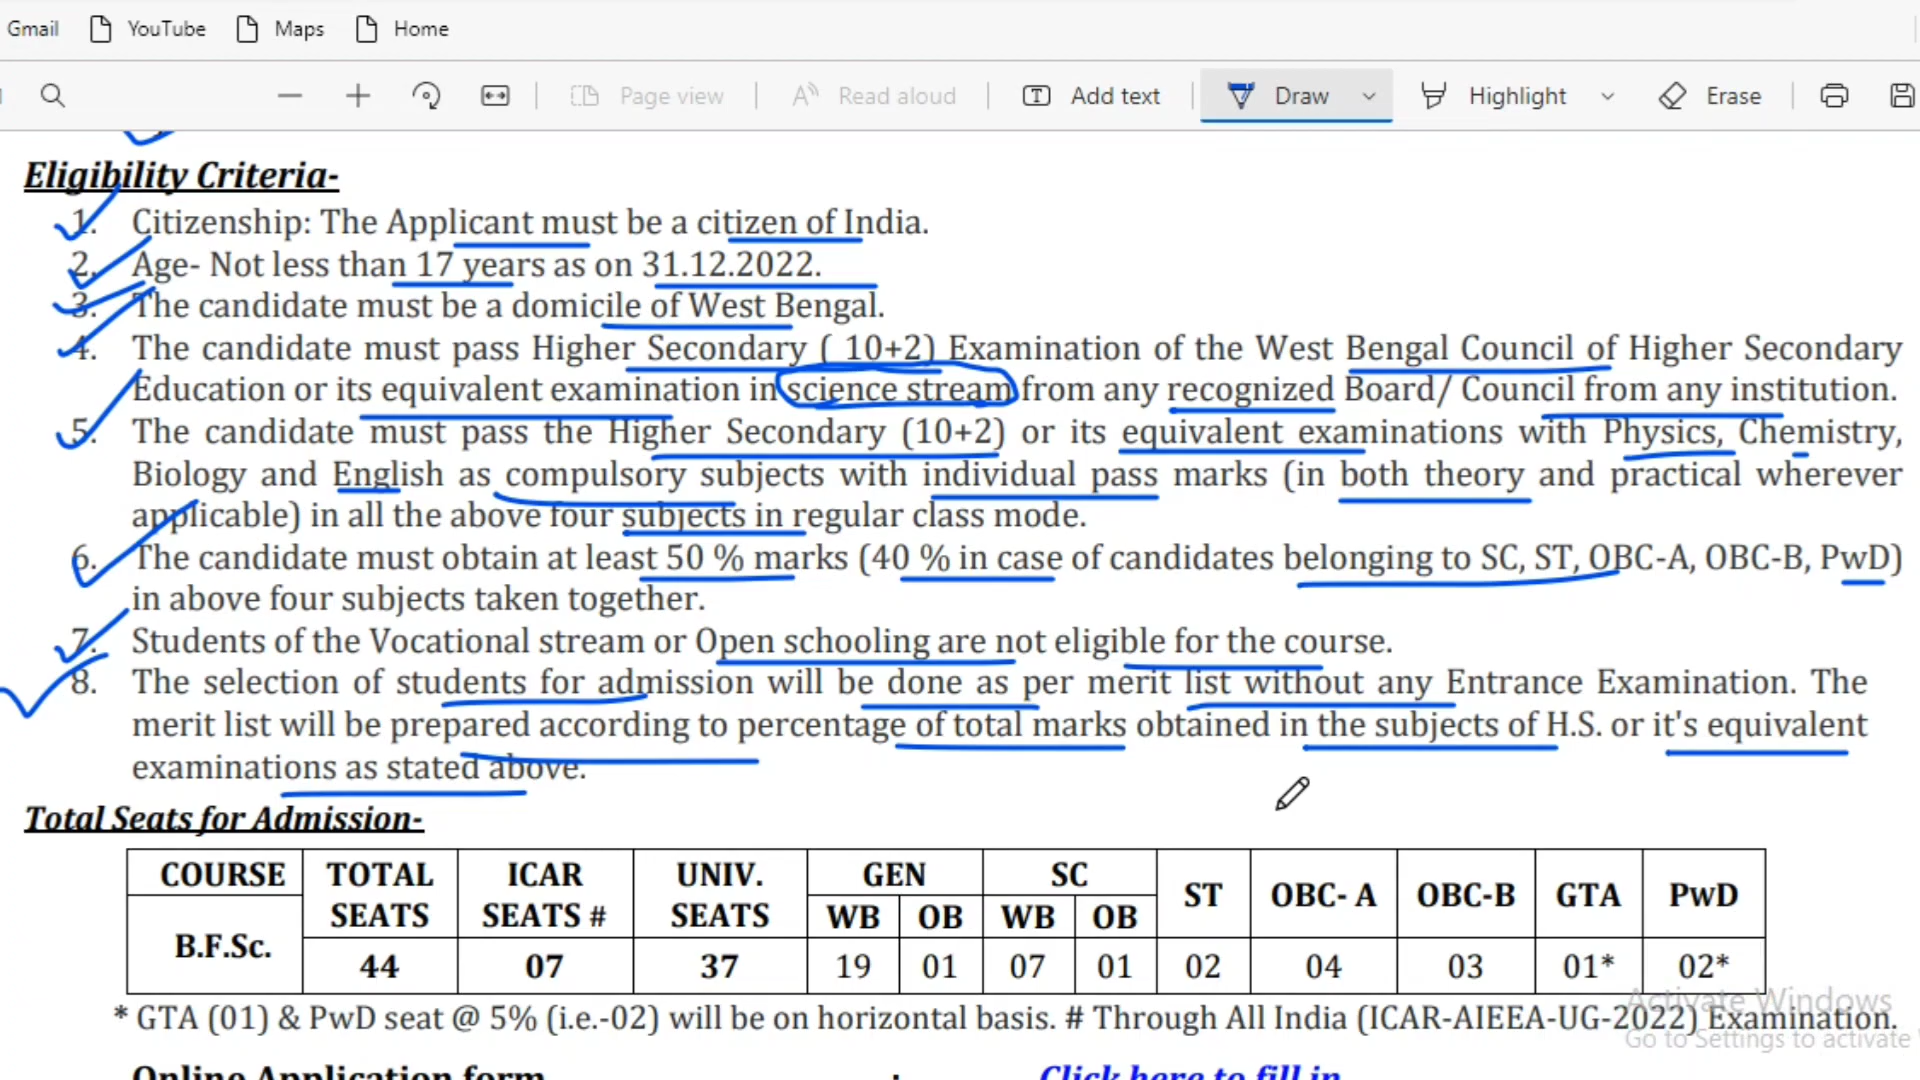 Gmail YouTube Maps Home
Page view Read aloud Add text Draw Highlight Erase
Eligibility Criteria-
1. Citizenship: The Applicant must be a citizen of India.
2. Age- Not less than 17 years as on 31.12.2022.
3. The candidate must be a domicile of West Bengal.
4. The candidate must pass Higher Secondary ( 10+2) Examination of the West Bengal Council of Higher Secondary
Education or its equivalent examination in science stream from any recognized Board/ Council from any institution.
5. The candidate must pass the Higher Secondary (10+2) or its equivalent examinations with Physics, Chemistry,
Biology and English as compulsory subjects with individual pass marks (in both theory and practical wherever
applicable) in all the above four subjects in regular class mode.
6. The candidate must obtain at least 50 % marks (40 % in case of candidates belonging to SC, ST, OBC-A, OBC-B, PwD)
in above four subjects taken together.
7. Students of the Vocational stream or Open schooling are not eligible for the course.
8. The selection of students for admission will be done as per merit list without any Entrance Examination. The
merit list will be prepared according to percentage of total marks obtained in the subjects of H.S. or it's equivalent
examinations as stated above.
Total Seats for Admission-
COURSE TOTAL SEATS ICAR SEATS # UNIV. SEATS GEN SC ST OBC- A OBC-B GTA PwD
WB OB WB OB
B.F.Sc. 44 07 37 19 01 07 01 02 04 03 01* 02*
* GTA (01) & PwD seat @ 5% (i.e.-02) will be on horizontal basis. # Through All India (ICAR-AIEEA-UG-2022) Examination.
Activate Windows
Go to Settings to activate
Online Application form : Click here to fill in